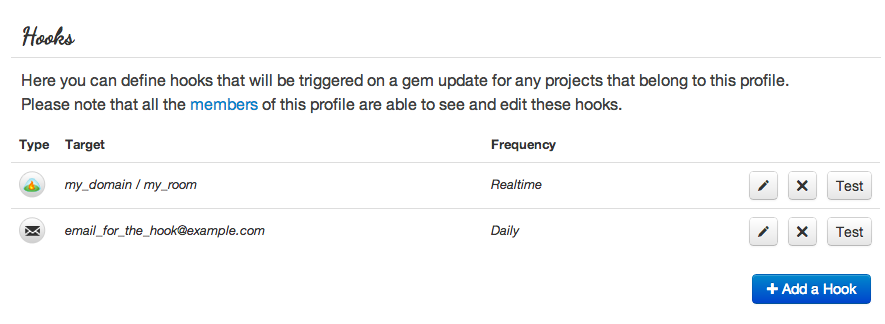 Hooks
Here you can define hooks that will be triggered on a gem update for any projects that belong to this profile.
Please note that all the members of this profile are able to see and edit these hooks.
Type Target Frequency
my_domain / my_room Realtime Test
email_for_the_hook@example.com Daily Test
+ Add a Hook